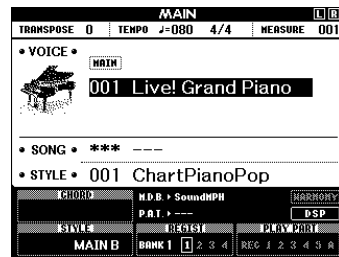 MAIN L R
TRANSPOSE 0 TEMPO ♩=080 4/4 MEASURE 001
• VOICE •
MAIN
001 Live! Grand Piano
• SONG • *** ---
• STYLE • 001 ChartPianoPop
CHORD M.D.B. ▸ SoundMPH HARMONY
P.A.T. ▸ --- DSP
STYLE REGIST PLAY PART
MAIN B BANK 1 1 2 3 4 REC 1 2 3 4 5 A